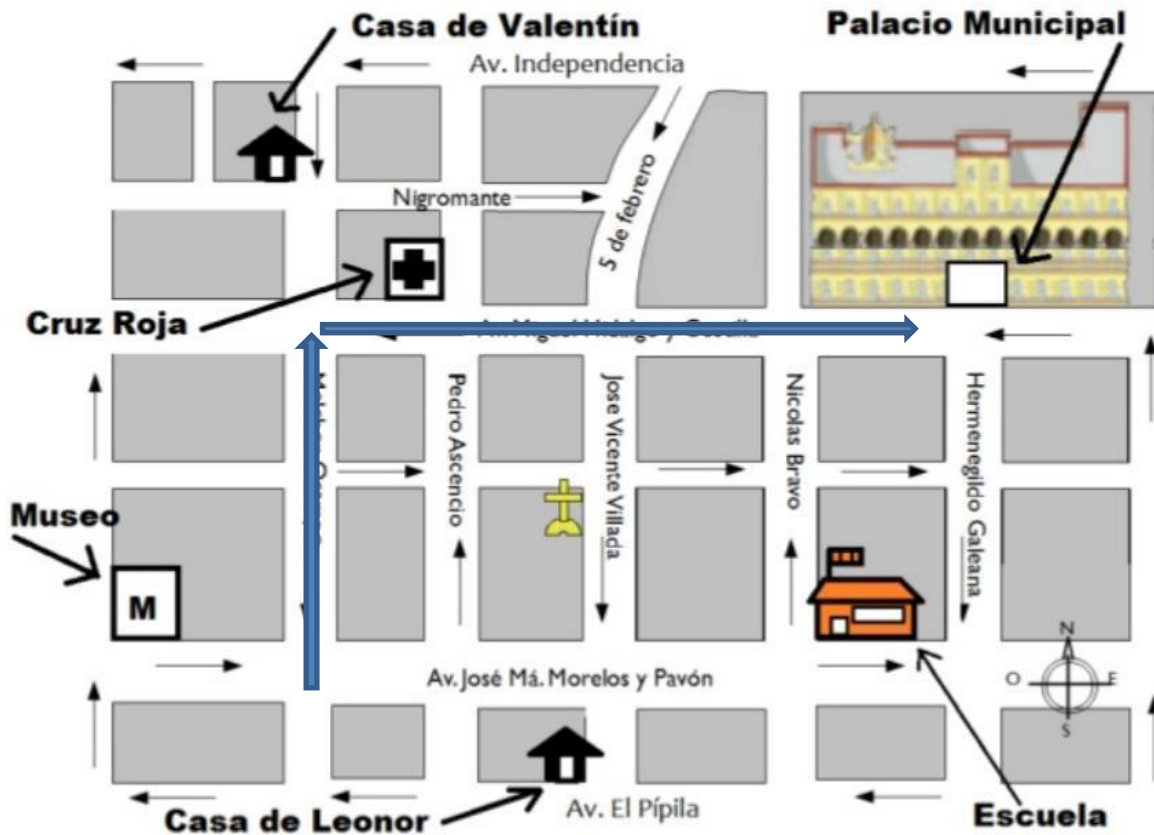 Casa de Valentín
Palacio Municipal
Av. Independencia
5 de febrero
Nigromante
Cruz Roja
Pedro Ascencio
Jose Vicente Villada
Nicolas Bravo
Hermenegildo Galeana
Museo
M
N
O
E
S
Av. José Má. Morelos y Pavón
Casa de Leonor
Av. El Pípila
Escuela